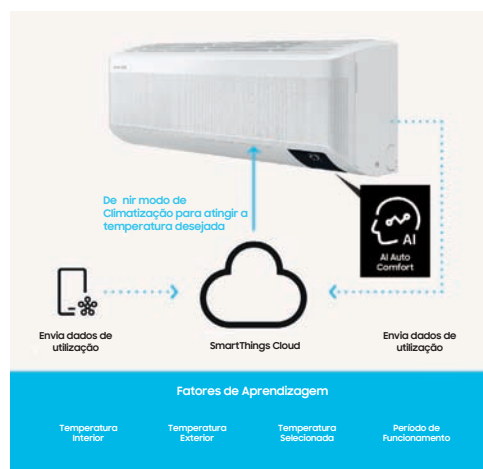 De nir modo de
Climatização para atingir a
temperatura desejada
AI
AI Auto
Comfort
Envia dados de
utilização
SmartThings Cloud
Envia dados de
utilização
Fatores de Aprendizagem
Temperatura
Interior
Temperatura
Exterior
Temperatura
Selecionada
Período de
Funcionamento